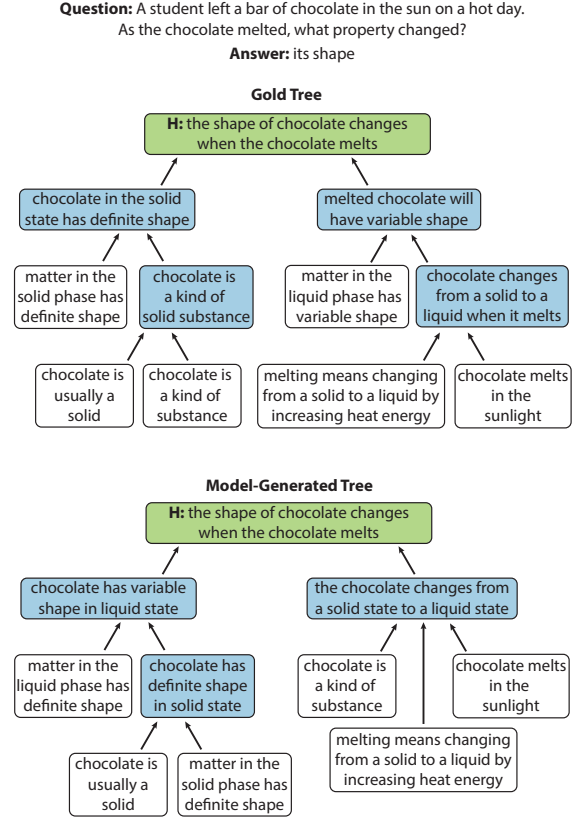 Question: A student left a bar of chocolate in the sun on a hot day.
As the chocolate melted, what property changed?
Answer: its shape
Gold Tree
H: the shape of chocolate changes
when the chocolate melts
chocolate in the solid
state has definite shape
melted chocolate will
have variable shape
matter in the
solid phase has
definite shape
chocolate is
a kind of
solid substance
matter in the
liquid phase has
variable shape
chocolate changes
from a solid to a
liquid when it melts
chocolate is
usually a
solid
chocolate is
a kind of
substance
melting means changing
from a solid to a liquid by
increasing heat energy
chocolate melts
in the
sunlight
Model-Generated Tree
H: the shape of chocolate changes
when the chocolate melts
chocolate has variable
shape in liquid state
the chocolate changes from
a solid state to a liquid state
matter in the
liquid phase has
definite shape
chocolate has
definite shape
in solid state
chocolate is
a kind of
substance
chocolate melts
in the
sunlight
chocolate is
usually a
solid
matter in the
solid phase has
definite shape
melting means changing
from a solid to a liquid by
increasing heat energy